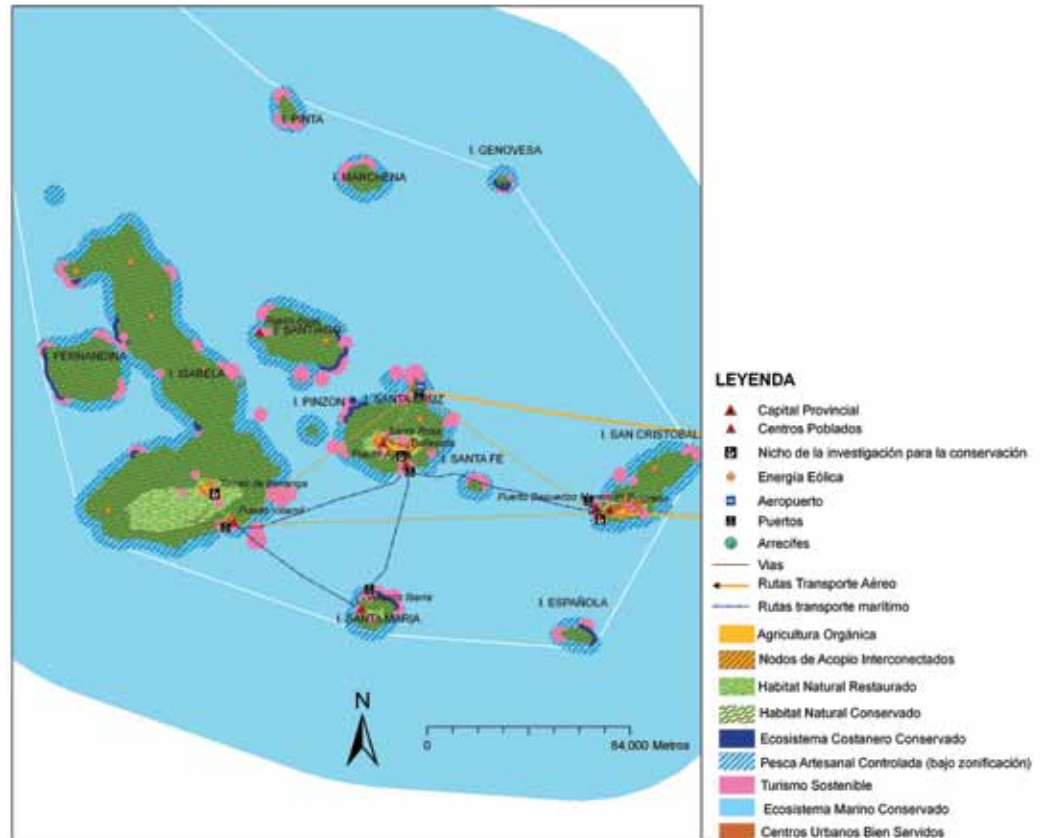 I. PINTA
I. GENOVESA
I. MARCHENA
I. SANTIAGO
I. FERNANDINA
I. ISABELA
I. PINZON
I. SANTA CRUZ
Santa Rosa
Bellavista
I. SAN CRISTOBAL
I. SANTA FE
Puerto Baquerizo Moreno El Progreso
Puerto Villamil
Ibarra
I. SANTA MARIA
I. ESPAÑOLA
N
0 84,000 Metros
LEYENDA
Capital Provincial
Centros Poblados
Nicho de la investigación para la conservación
Energía Eólica
Aeropuerto
Puertos
Arrecifes
Vias
Rutas Transporte Aéreo
Rutas transporte marítimo
Agricultura Orgánica
Nodos de Acopio Interconectados
Habitat Natural Restaurado
Habitat Natural Conservado
Ecosistema Costanero Conservado
Pesca Artesanal Controlada (bajo zonificación)
Turismo Sostenible
Ecosistema Marino Conservado
Centros Urbanos Bien Servidos